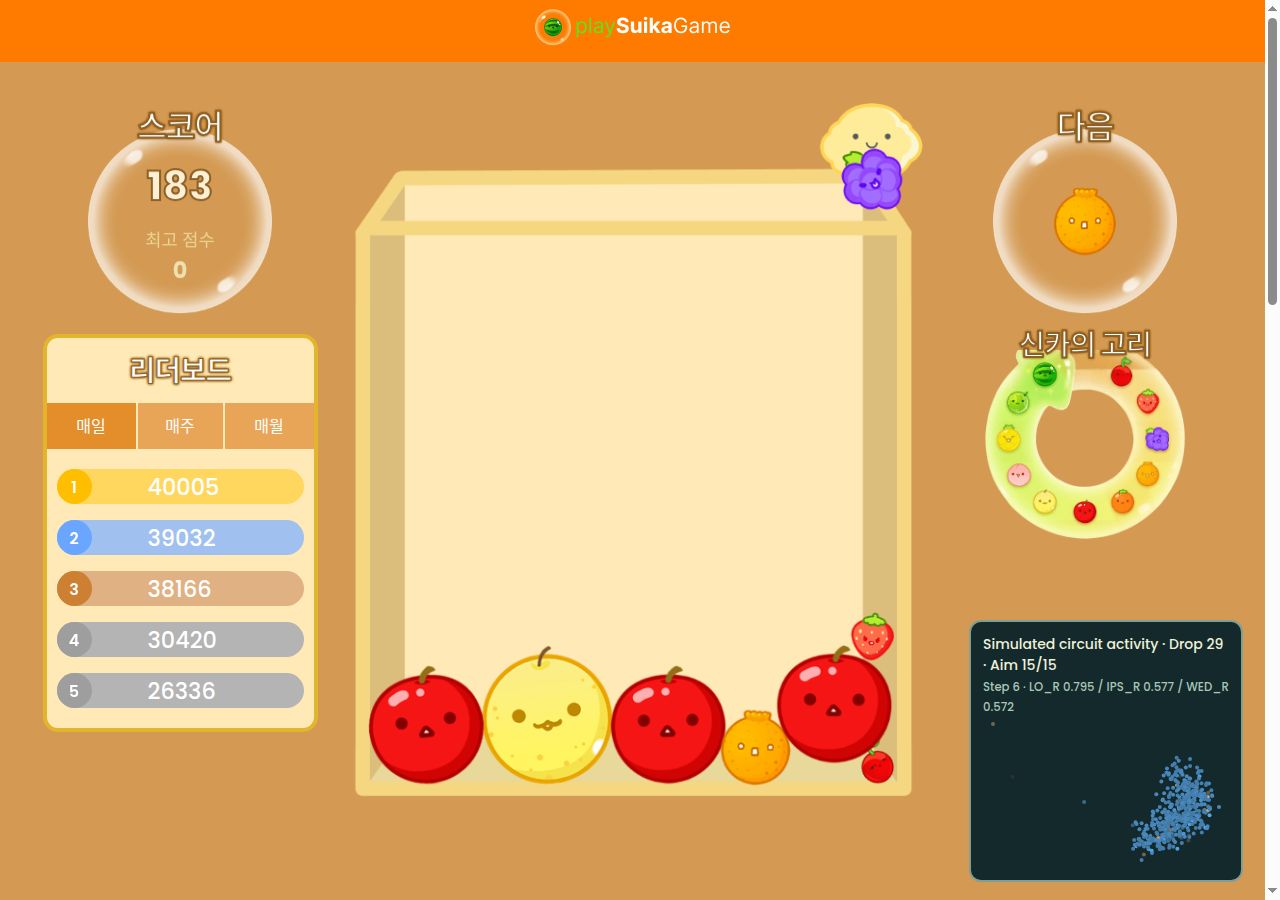 playSuikaGame
스코어
183
최고 점수
0
리더보드
매일 매주 매월
1 40005
2 39032
3 38166
4 30420
5 26336
다음
신카의 고리
Simulated circuit activity · Drop 29
· Aim 15/15
Step 6 · LO_R 0.795 / IPS_R 0.577 / WED_R
0.572